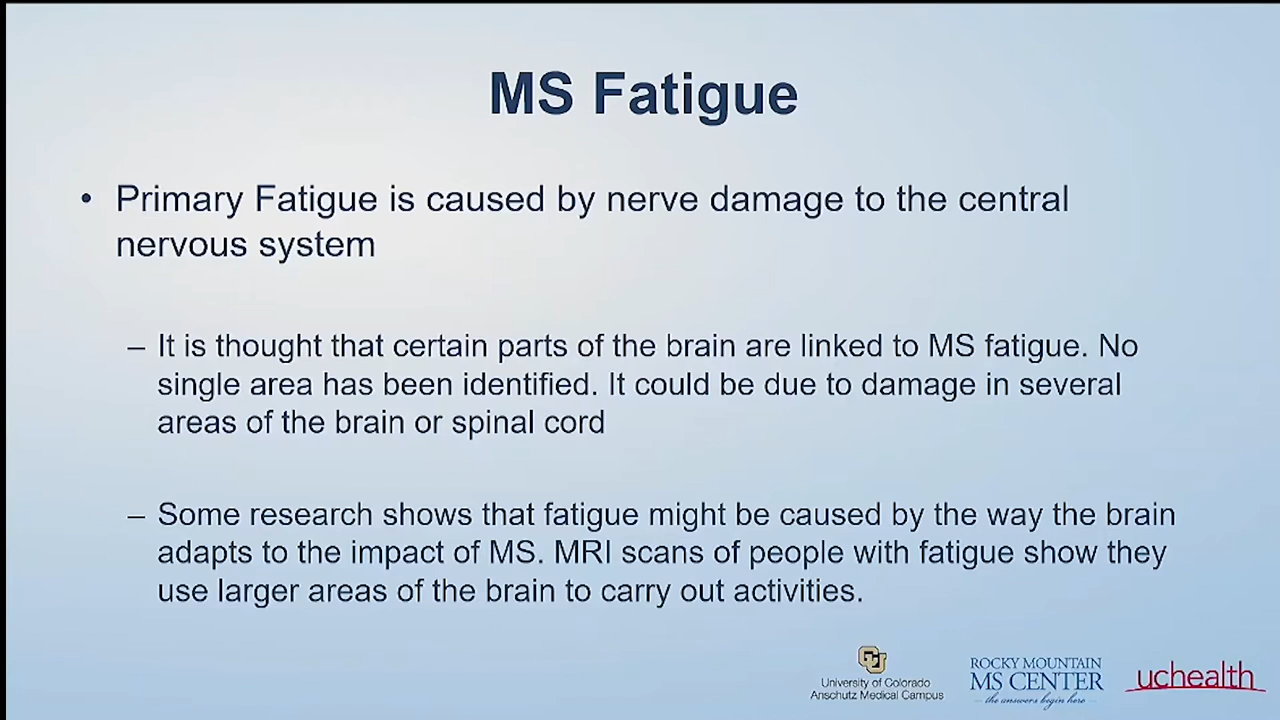 MS Fatigue
• Primary Fatigue is caused by nerve damage to the central
nervous system
– It is thought that certain parts of the brain are linked to MS fatigue. No
single area has been identified. It could be due to damage in several
areas of the brain or spinal cord
– Some research shows that fatigue might be caused by the way the brain
adapts to the impact of MS. MRI scans of people with fatigue show they
use larger areas of the brain to carry out activities.
CU
University of Colorado
Anschutz Medical Campus
ROCKY MOUNTAIN
MS CENTER
the answers begin here
uchealth